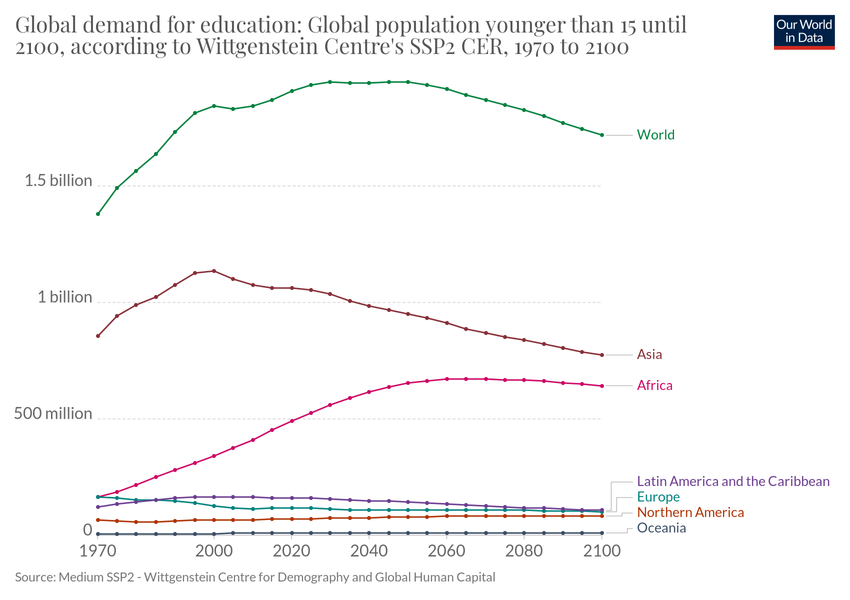 Global demand for education: Global population younger than 15 until
2100, according to Wittgenstein Centre's SSP2 CER, 1970 to 2100
Our World
in Data
World
1.5 billion
1 billion
Asia
Africa
500 million
Latin America and the Caribbean
Europe
Northern America
Oceania
0
1970
2000
2020
2040
2060
2080
2100
Source: Medium SSP2 - Wittgenstein Centre for Demography and Global Human Capital